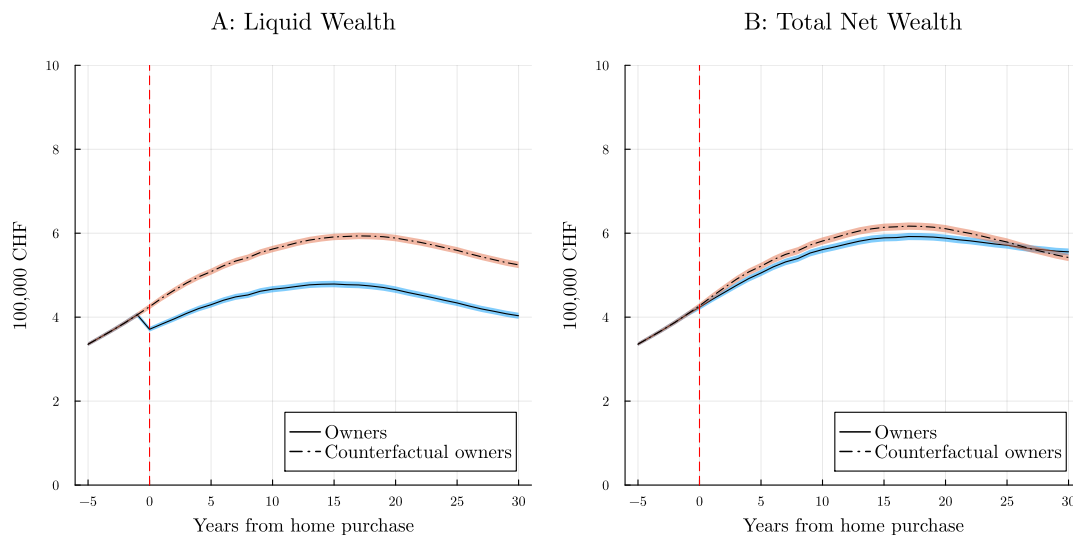 A: Liquid Wealth
100,000 CHF
10
8
6
4
2
0
−5 0 5 10 15 20 25 30
Years from home purchase
Owners
Counterfactual owners
B: Total Net Wealth
100,000 CHF
10
8
6
4
2
0
−5 0 5 10 15 20 25 30
Years from home purchase
Owners
Counterfactual owners